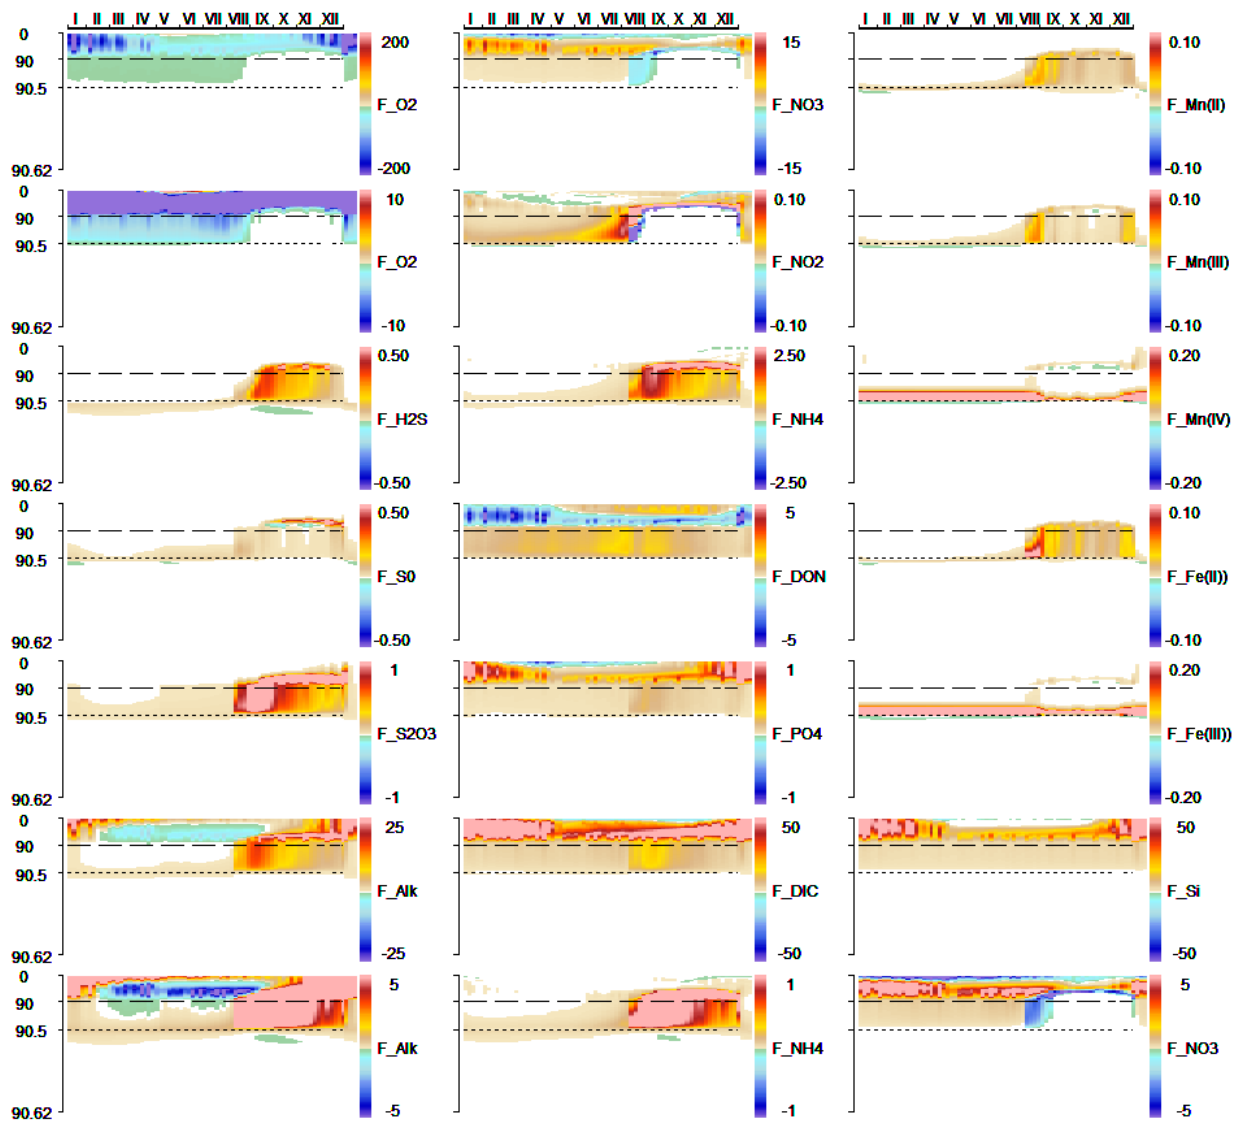 I II III IV V VI VII VIII IX X XI XII
I II III IV V VI VII VIII IX X XI XII
I II III IV V VI VII VIII IX X XI XII
0
90
90.5
90.62
200
F_O2
-200
15
F_NO3
-15
0.10
F_Mn(II)
-0.10
0
90
90.5
90.62
10
F_O2
-10
0.10
F_NO2
-0.10
0.10
F_Mn(III)
-0.10
0
90
90.5
90.62
0.50
F_H2S
-0.50
2.50
F_NH4
-2.50
0.20
F_Mn(IV)
-0.20
0
90
90.5
90.62
0.50
F_S0
-0.50
5
F_DON
-5
0.10
F_Fe(II))
-0.10
0
90
90.5
90.62
1
F_S2O3
-1
1
F_PO4
-1
0.20
F_Fe(III))
-0.20
0
90
90.5
90.62
25
F_Alk
-25
50
F_DIC
-50
50
F_Si
-50
0
90
90.5
90.62
5
F_Alk
-5
1
F_NH4
-1
5
F_NO3
-5